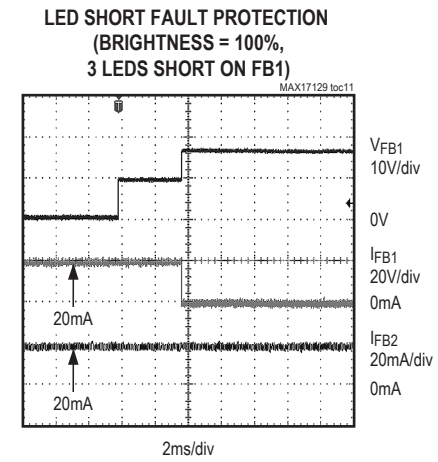 LED SHORT FAULT PROTECTION
(BRIGHTNESS = 100%,
3 LEDS SHORT ON FB1)
MAX17129 toc11
VFB1
10V/div
0V
IFB1
20V/div
0mA
20mA
IFB2
20mA/div
0mA
20mA
2ms/div